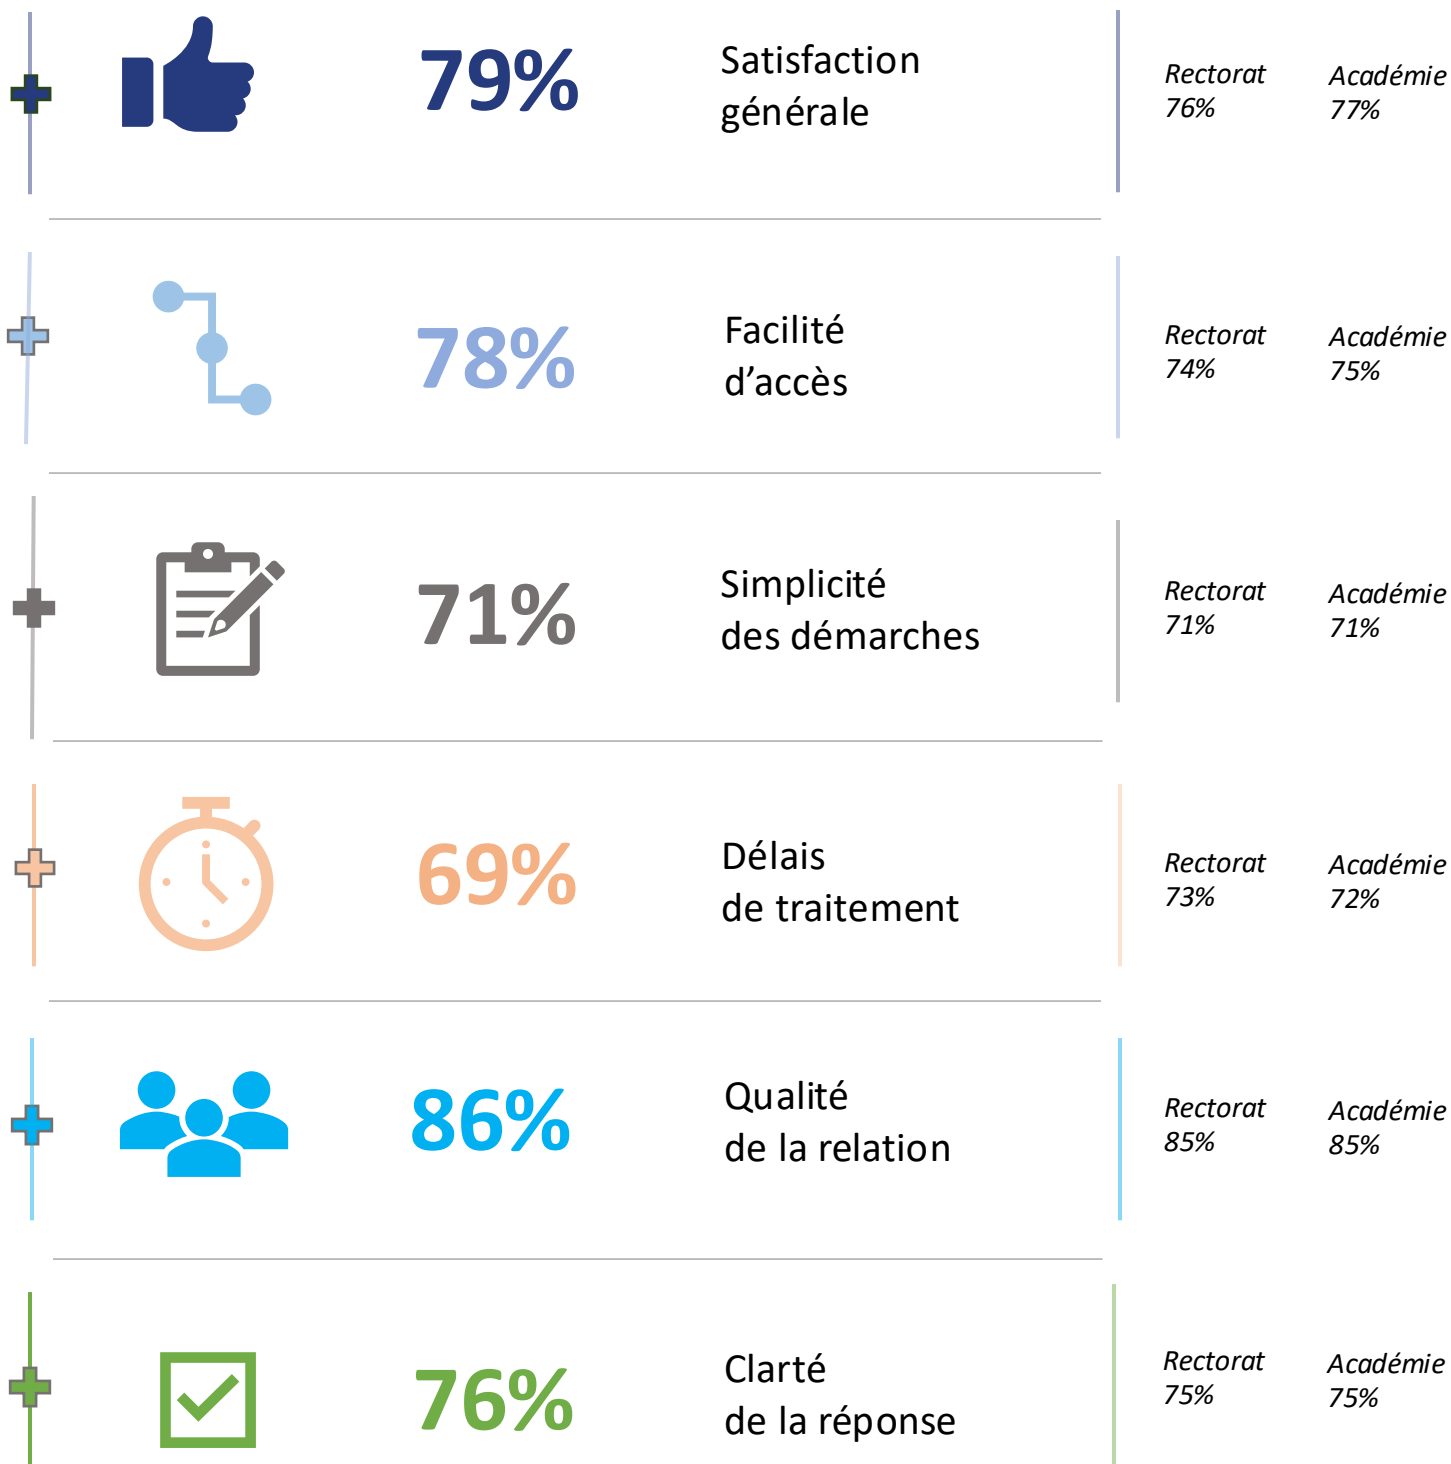 79%
Satisfaction
générale
Rectorat
76%
Académie
77%
78%
Facilité
d’accès
Rectorat
74%
Académie
75%
71%
Simplicité
des démarches
Rectorat
71%
Académie
71%
69%
Délais
de traitement
Rectorat
73%
Académie
72%
86%
Qualité
de la relation
Rectorat
85%
Académie
85%
76%
Clarté
de la réponse
Rectorat
75%
Académie
75%